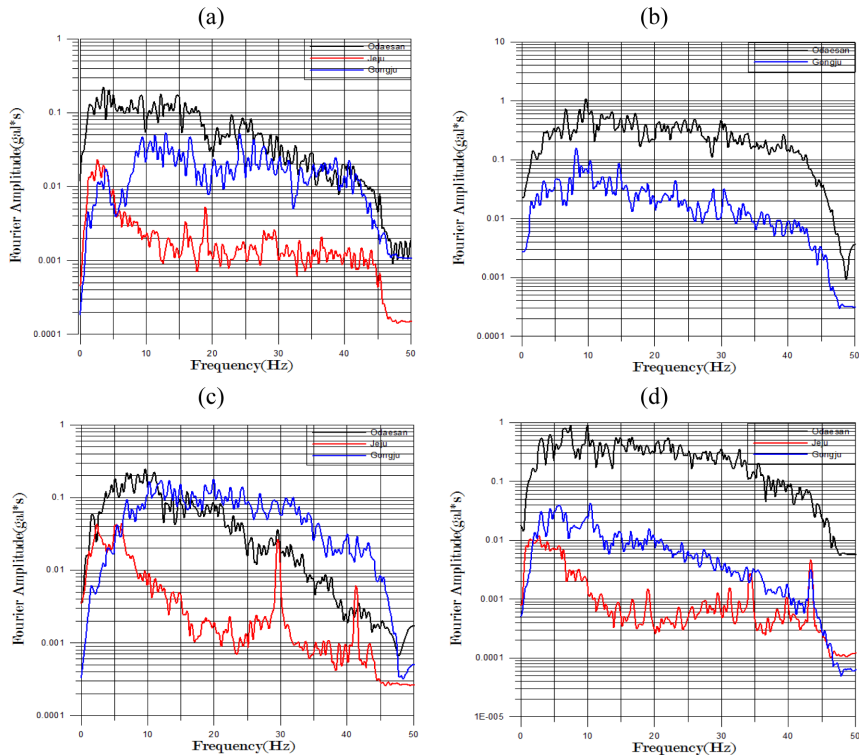 (a)
1
Odaesan
Jeju
Gongju
0.1
0.01
0.001
0.0001
Fourier Amplitude(gal*s)
0 10 20 30 40 50
Frequency(Hz)
(b)
10
Odaesan
Gongju
1
0.1
0.01
0.001
0.0001
Fourier Amplitude(gal*s)
0 10 20 30 40 50
Frequency(Hz)
(c)
1
Odaesan
Jeju
Gongju
0.1
0.01
0.001
0.0001
Fourier Amplitude(gal*s)
0 10 20 30 40 50
Frequency(Hz)
(d)
1
Odaesan
Jeju
Gongju
0.1
0.01
0.001
0.0001
1E-005
Fourier Amplitude(gal*s)
0 10 20 30 40 50
Frequency(Hz)